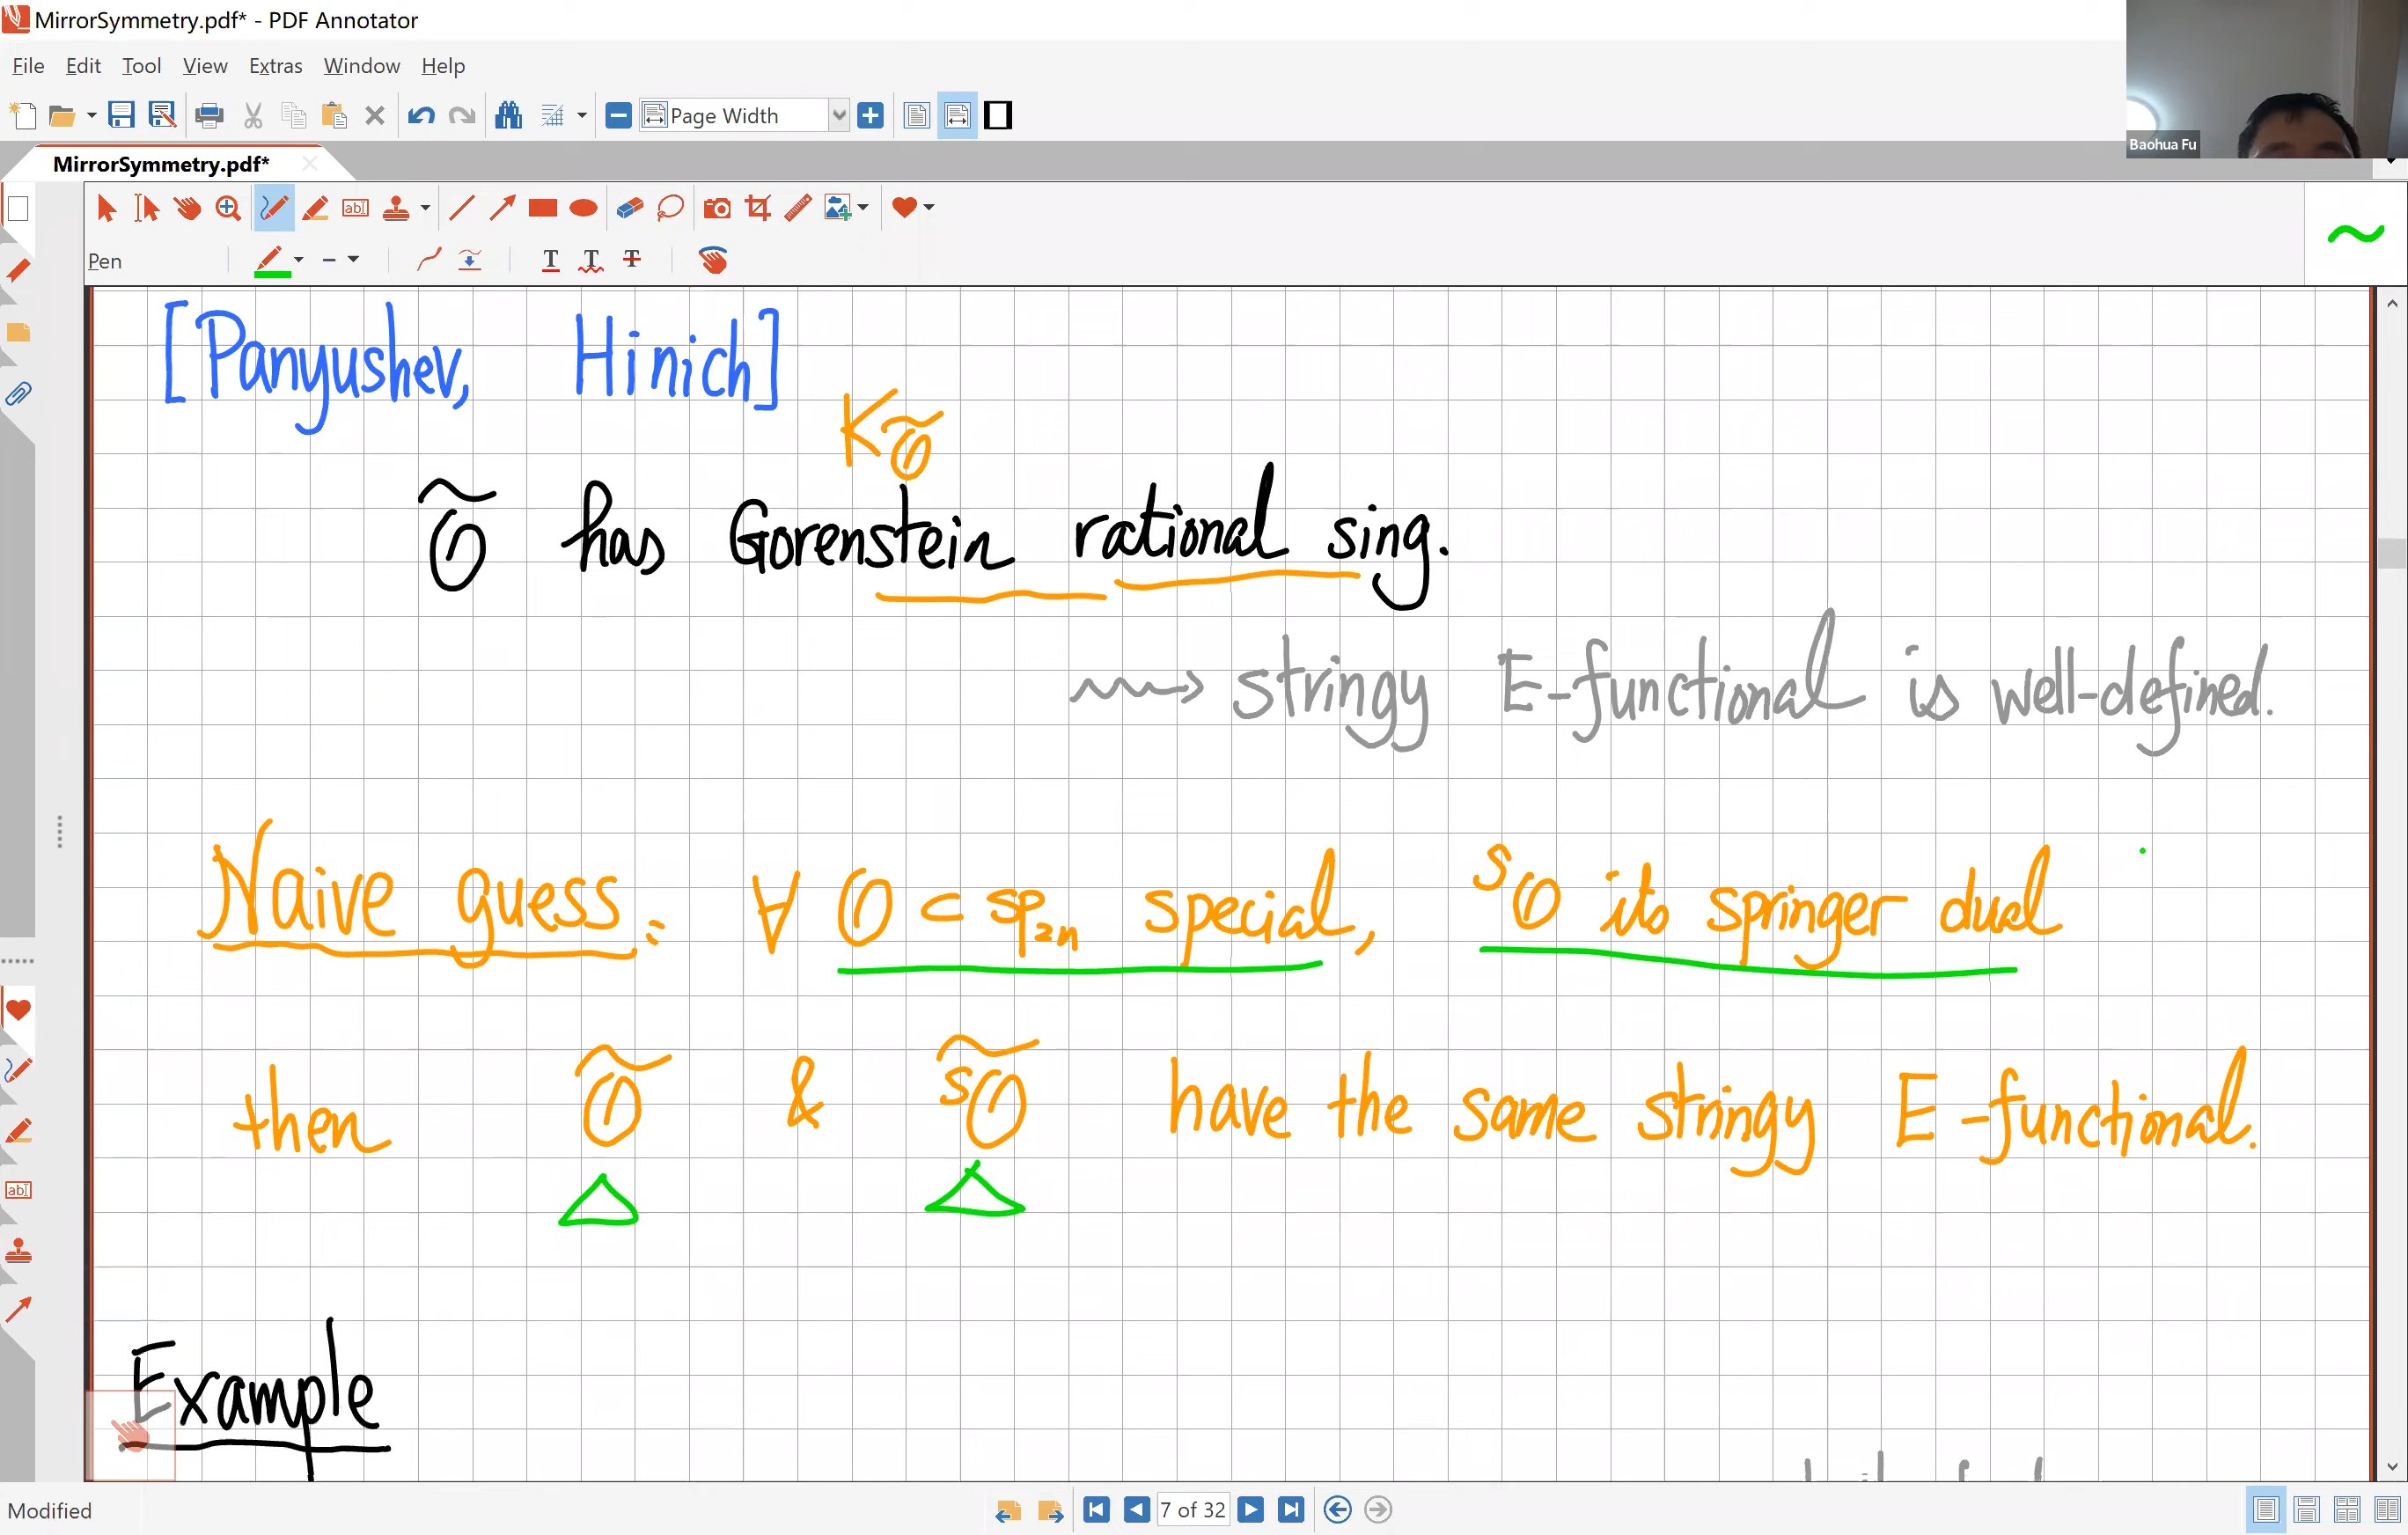 MirrorSymmetry.pdf* - PDF Annotator
File Edit Tool View Extras Window Help
Page Width
Baohua Fu
MirrorSymmetry.pdf*
Pen
[Panyushev, Hinich]
K_Õ
Õ has Gorenstein rational sing.
⇝ stringy E-functional is well-defined.
Naive guess: ∀ O ⊂ sp_2n special, ^sO its springer dual
then Õ & ^sÕ have the same stringy E-functional.
Example
Modified
7 of 32